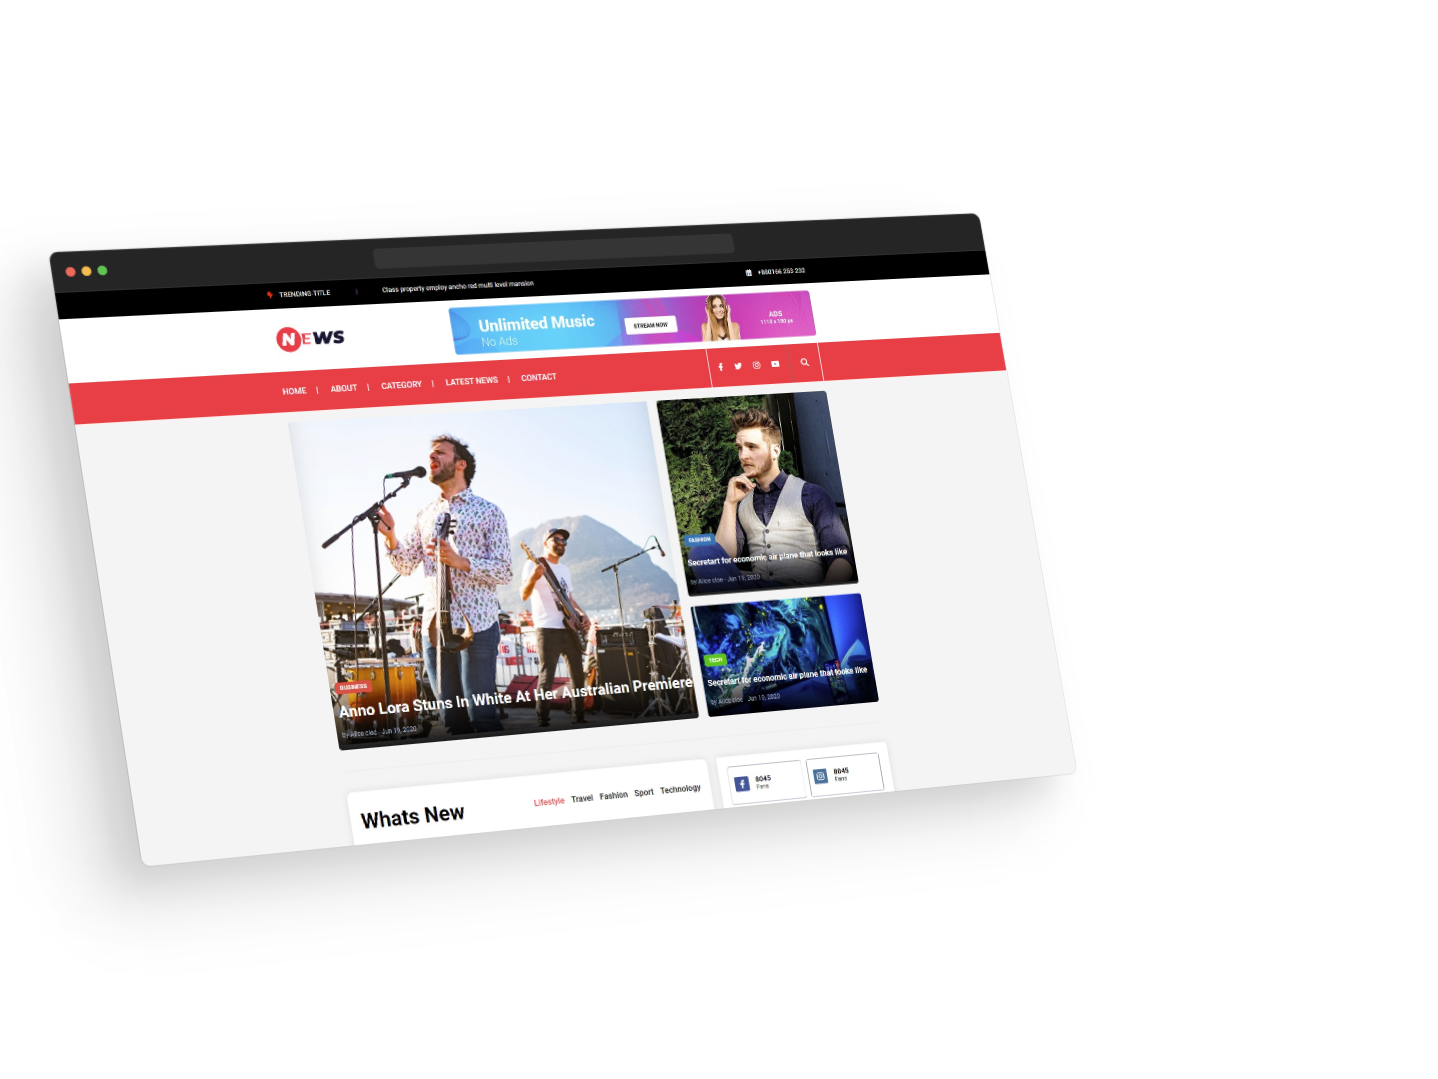 TRENDING TITLE
Class property employ ancho red multi level mansion
+880166 253 232
NEWS
Unlimited Music
No Ads
STREAM NOW
ADS
HOME
ABOUT
CATEGORY
LATEST NEWS
CONTACT
BUSINESS
Anno Lora Stuns In White At Her Australian Premiere
by Alice cloe - Jun 19, 2020
FASHION
Secretart for economic air plane that looks like
by Alice cloe - Jun 19, 2020
TECH
Secretart for economic air plane that looks like
by Alice cloe - Jun 19, 2020
Whats New
Lifestyle
Travel
Fashion
Sport
Technology
8045
Fans
8045
Fans